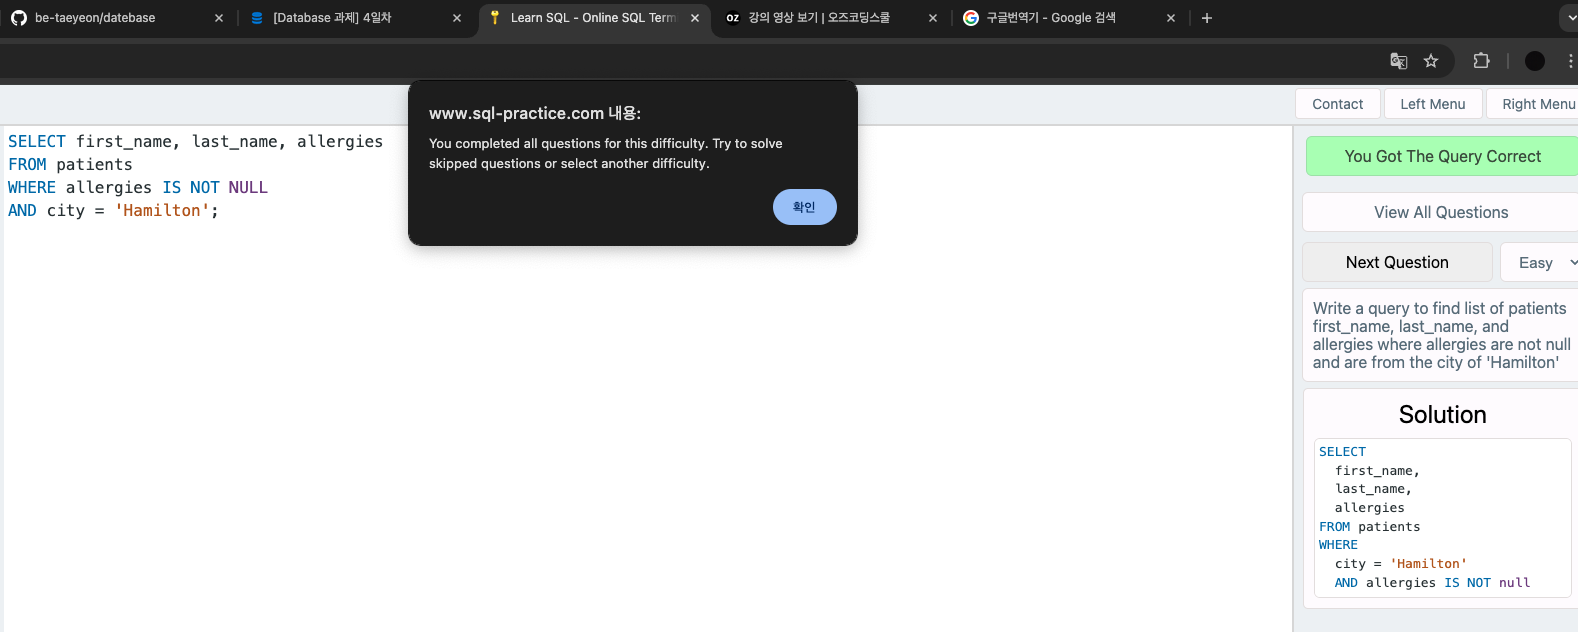 be-taeyeon/datebase
[Database 과제] 4일차
Learn SQL - Online SQL Term
OZ 강의 영상 보기 | 오즈코딩스쿨
구글번역기 - Google 검색
www.sql-practice.com 내용:
You completed all questions for this difficulty. Try to solve
skipped questions or select another difficulty.
확인
Contact
Left Menu
Right Menu
SELECT first_name, last_name, allergies
FROM patients
WHERE allergies IS NOT NULL
AND city = 'Hamilton';
You Got The Query Correct
View All Questions
Next Question
Easy
Write a query to find list of patients
first_name, last_name, and
allergies where allergies are not null
and are from the city of 'Hamilton'
Solution
SELECT
first_name,
last_name,
allergies
FROM patients
WHERE
city = 'Hamilton'
AND allergies IS NOT null